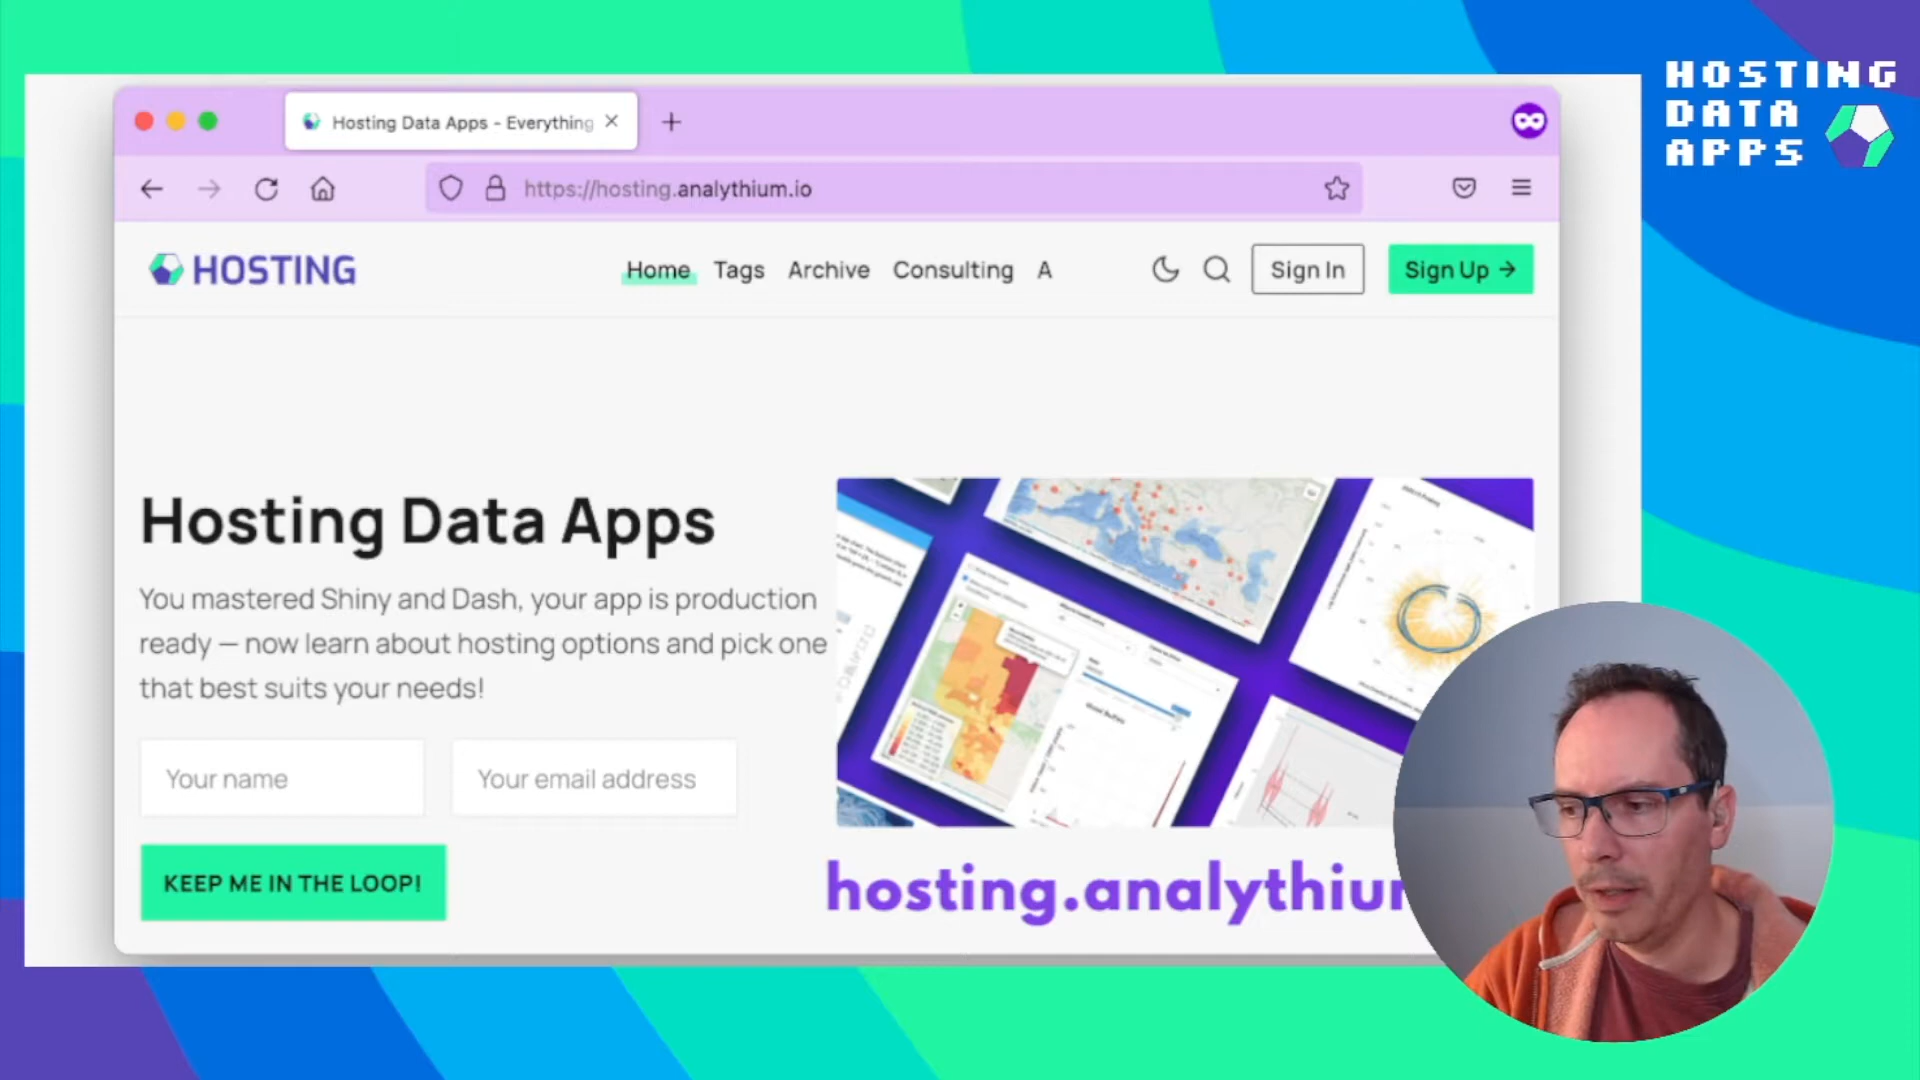 HOSTING
DATA
APPS
Hosting Data Apps - Everything
https://hosting.analythium.io
HOSTING
Home Tags Archive Consulting A
Sign In
Sign Up →
Hosting Data Apps
You mastered Shiny and Dash, your app is production
ready — now learn about hosting options and pick one
that best suits your needs!
Your name
Your email address
KEEP ME IN THE LOOP!
hosting.analythiu